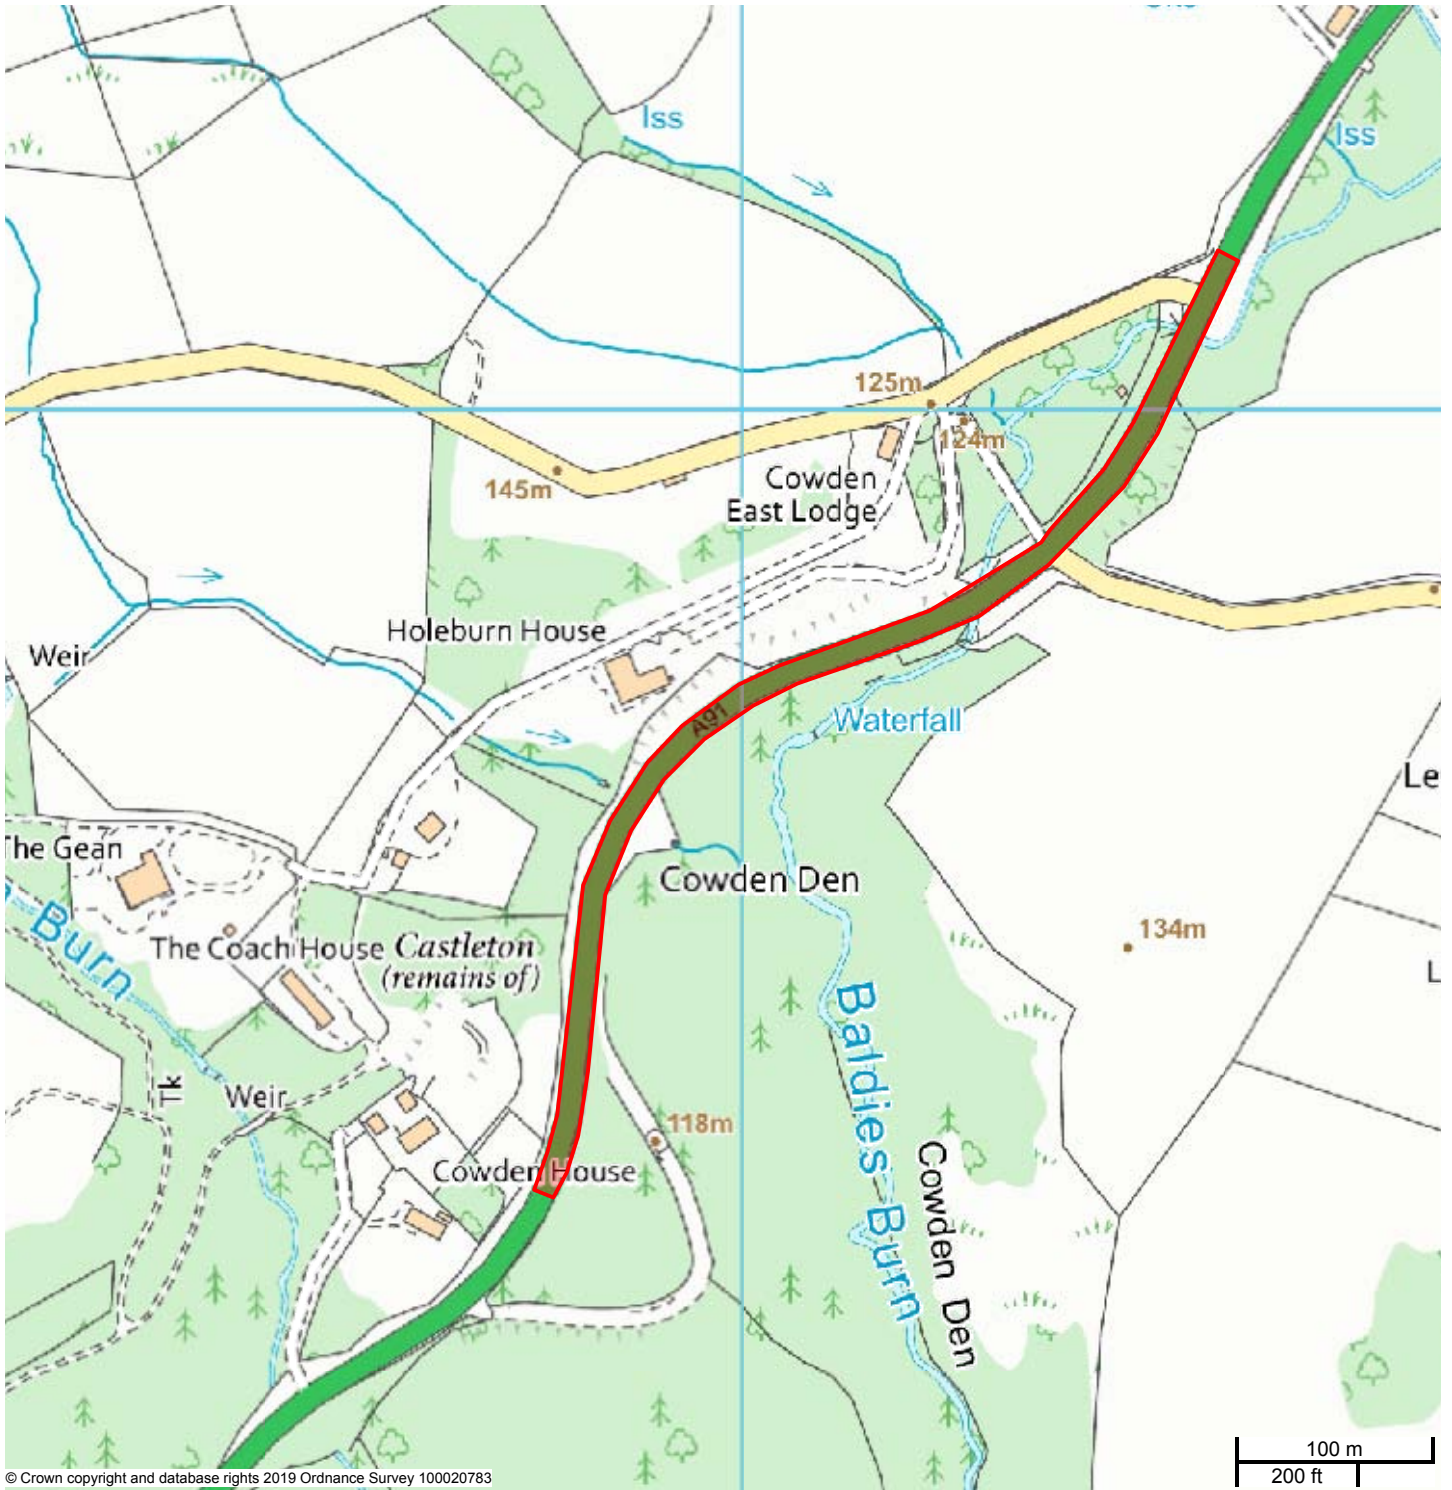 Iss
Iss
125m
124m
145m
Cowden
East Lodge
Holeburn House
Weir
A91
Waterfall
Le
The Gean
Cowden Den
Burn
The Coach House
Castleton
(remains of)
134m
L
Baldies Burn
Tk
Weir
118m
Cowden House
Cowden Den
100 m
200 ft
© Crown copyright and database rights 2019 Ordnance Survey 100020783